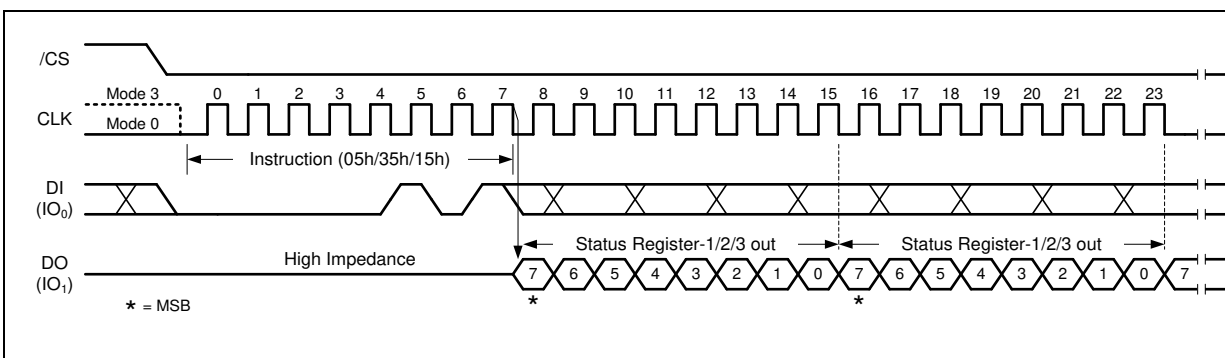 /CS
Mode 3 0 1 2 3 4 5 6 7 8 9 10 11 12 13 14 15 16 17 18 19 20 21 22 23
CLK
Mode 0
Instruction (05h/35h/15h)
DI
(IO₀)
Status Register-1/2/3 out Status Register-1/2/3 out
High Impedance
DO 7 6 5 4 3 2 1 0 7 6 5 4 3 2 1 0 7
(IO₁)
* *
* = MSB